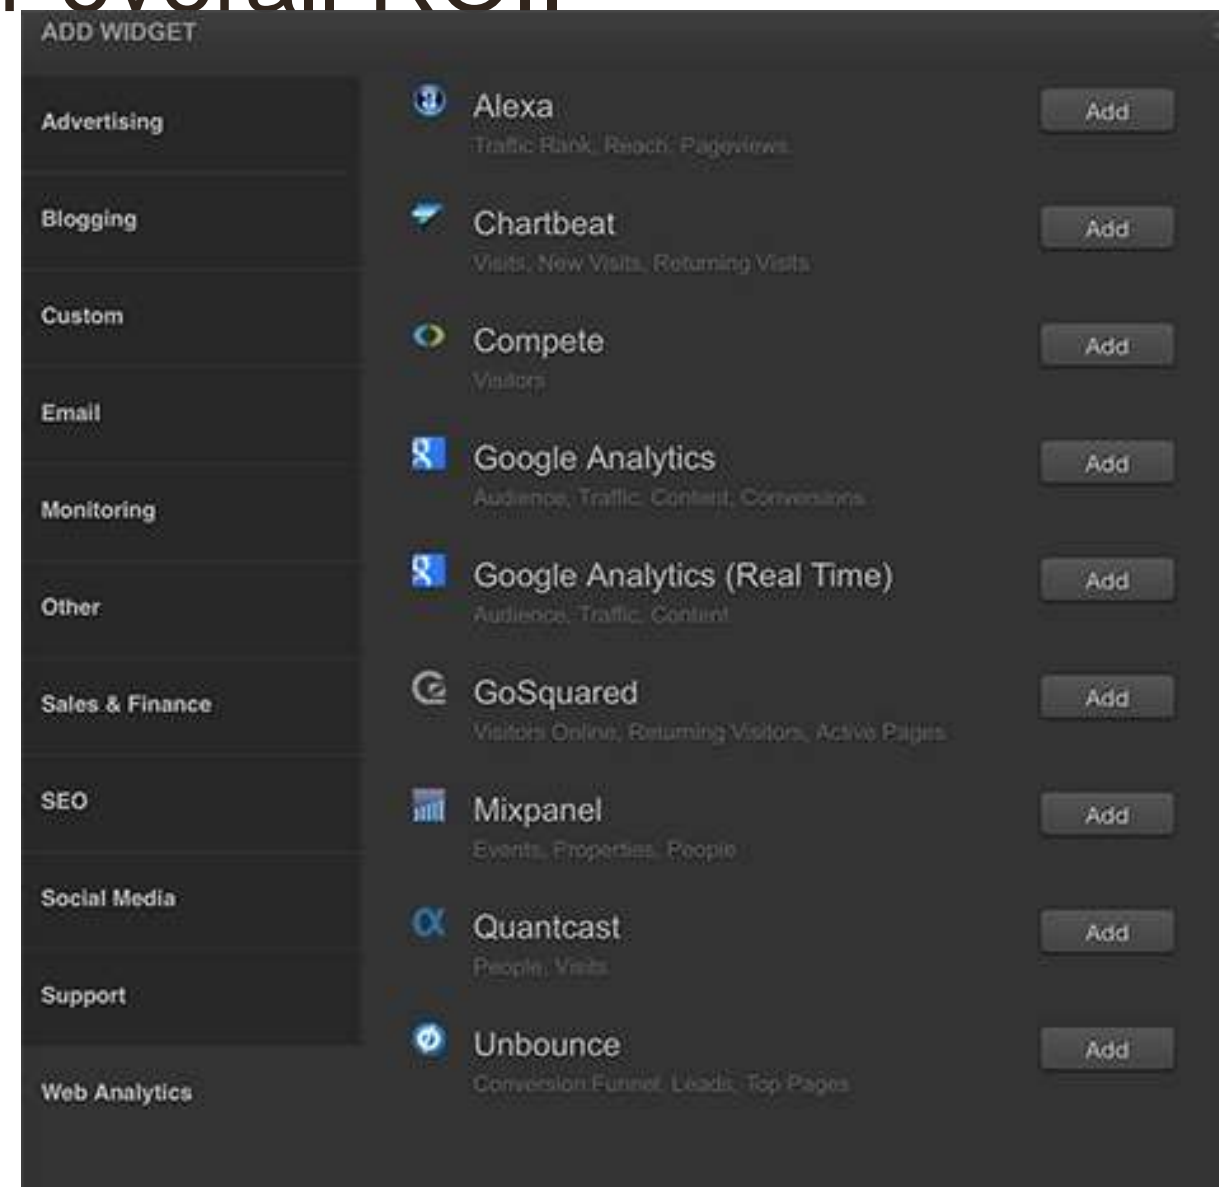 overall ROI!
ADD WIDGET
Advertising
Blogging
Custom
Email
Monitoring
Other
Sales & Finance
SEO
Social Media
Support
Web Analytics
Alexa
Add
Traffic Rank, Reach, Pageviews
Chartbeat
Add
Visits, New Visits, Returning Visits
Compete
Add
Visitors
Google Analytics
Add
Audience, Traffic, Content, Conversions
Google Analytics (Real Time)
Add
Audience, Traffic, Content
GoSquared
Add
Visitors Online, Returning Visitors, Active Pages
Mixpanel
Add
Events, Properties, People
Quantcast
Add
People, Visits
Unbounce
Add
Conversion Funnel, Leads, Top Pages